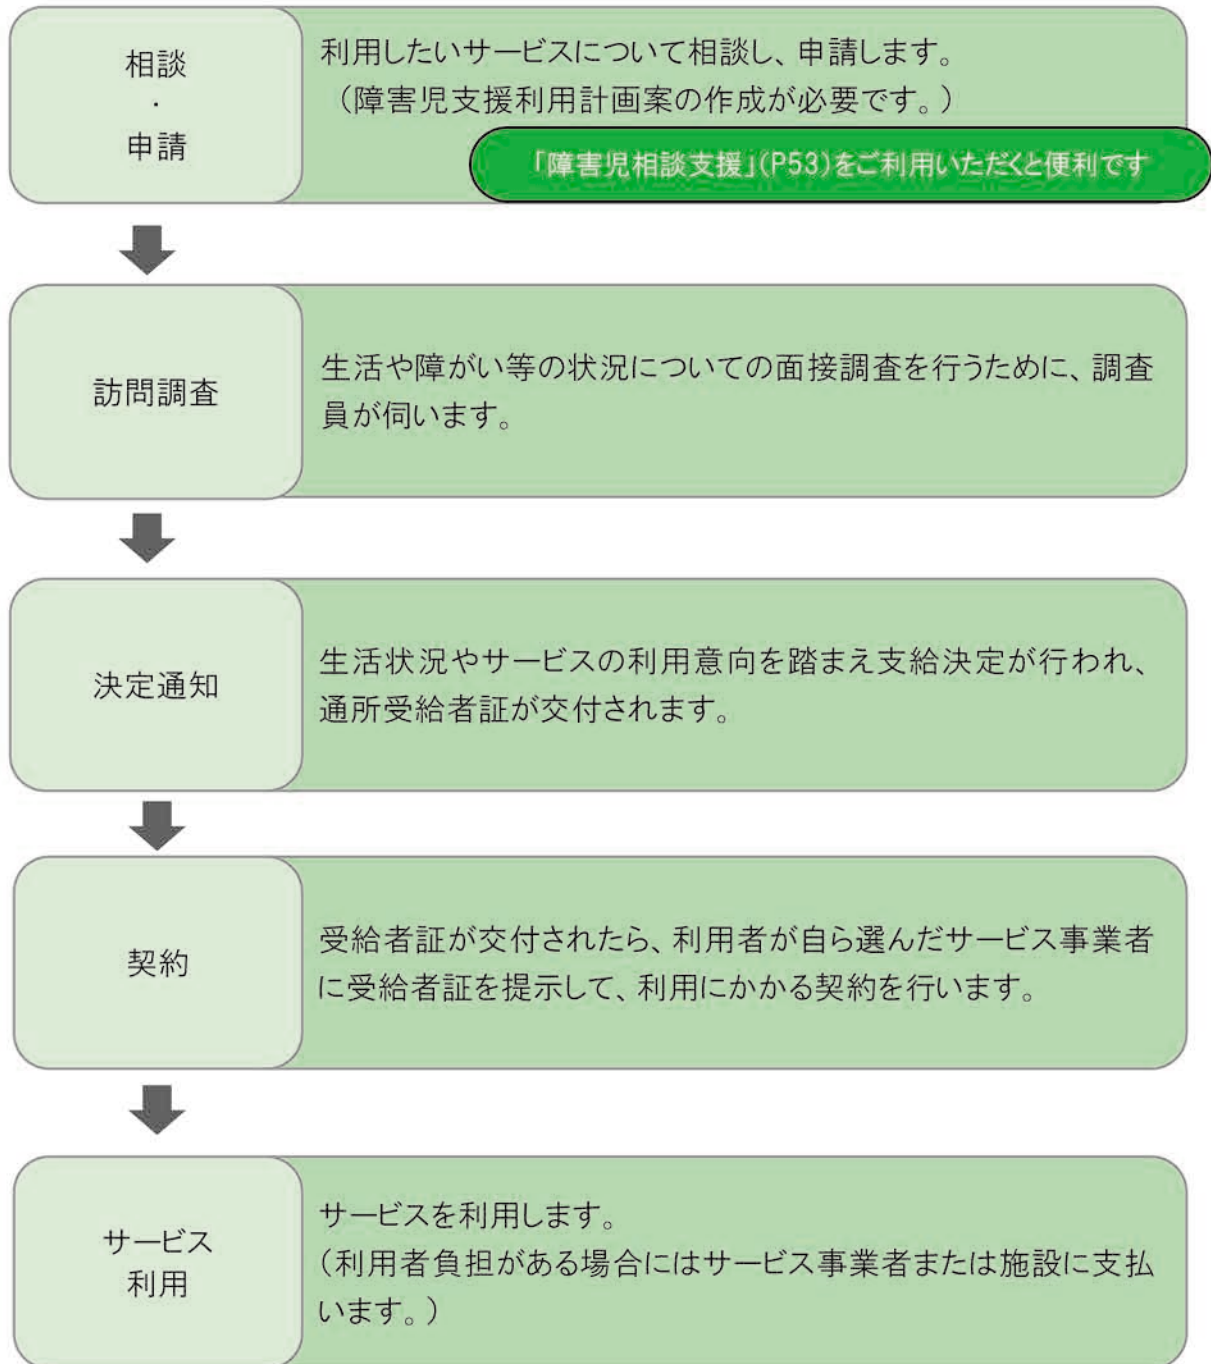 相談
・
申請
利用したいサービスについて相談し、申請します。
（障害児支援利用計画案の作成が必要です。）
「障害児相談支援」(P53)をご利用いただくと便利です
訪問調査
生活や障がい等の状況についての面接調査を行うために、調査
員が伺います。
決定通知
生活状況やサービスの利用意向を踏まえ支給決定が行われ、
通所受給者証が交付されます。
契約
受給者証が交付されたら、利用者が自ら選んだサービス事業者
に受給者証を提示して、利用にかかる契約を行います。
サービス
利用
サービスを利用します。
（利用者負担がある場合にはサービス事業者または施設に支払
います。）